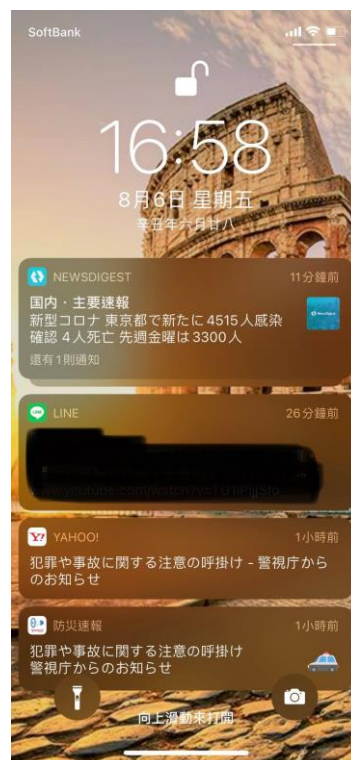 SoftBank
16:58
8月6日 星期五
辛丑年六月廿八
NEWSDIGEST
11分鐘前
国内・主要速報
新型コロナ 東京都で新たに4515人感染
確認 4人死亡 先週金曜は3300人
還有1則通知
LINE
26分鐘前
YAHOO!
1小時前
犯罪や事故に関する注意の呼掛け - 警視庁から
のお知らせ
防災速報
1小時前
犯罪や事故に関する注意の呼掛け
警視庁からのお知らせ
向上滑動來打開